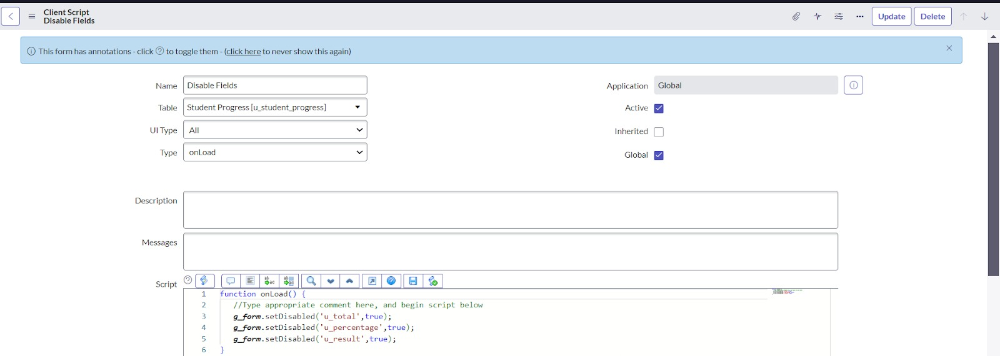 Client Script
Disable Fields
Update
Delete
This form has annotations - click ? to toggle them - (click here to never show this again)
Name Disable Fields
Application Global
Table Student Progress [u_student_progress]
Active
UI Type All
Inherited
Type onLoad
Global
Description
Messages
Script
1 function onLoad() {
2 //Type appropriate comment here, and begin script below
3 g_form.setDisabled('u_total',true);
4 g_form.setDisabled('u_percentage',true);
5 g_form.setDisabled('u_result',true);
6 }